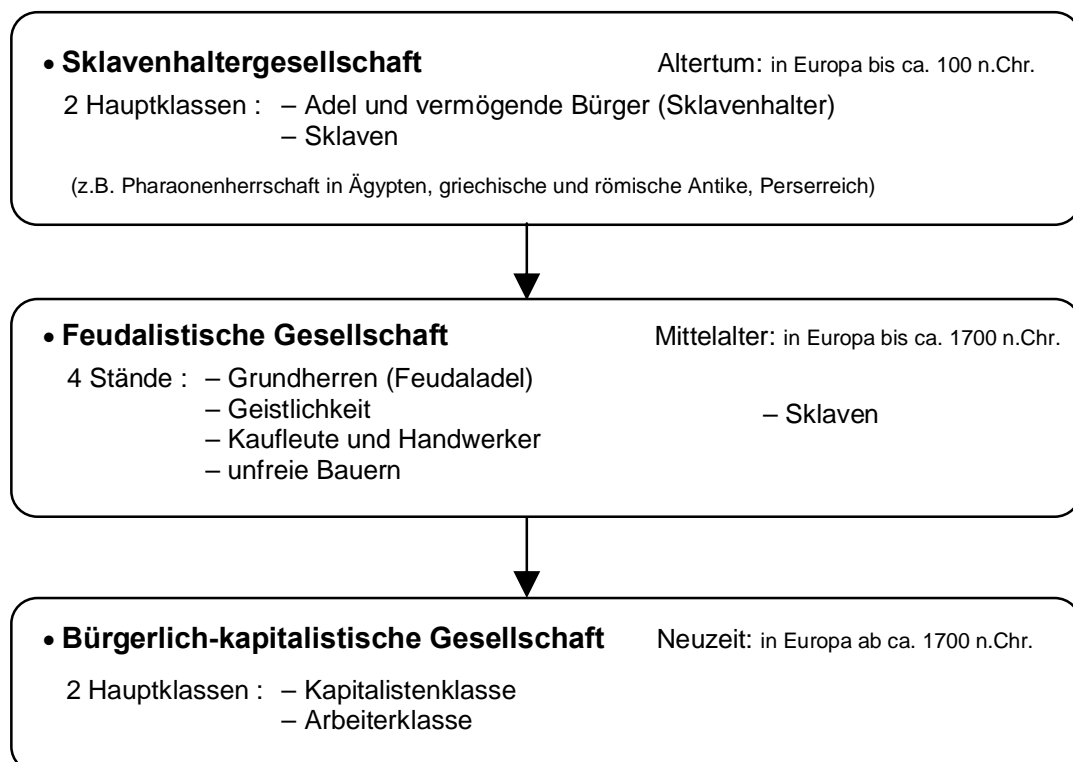 • Sklavenhaltergesellschaft Altertum: in Europa bis ca. 100 n.Chr.
2 Hauptklassen : – Adel und vermögende Bürger (Sklavenhalter)
– Sklaven
(z.B. Pharaonenherrschaft in Ägypten, griechische und römische Antike, Perserreich)
• Feudalistische Gesellschaft Mittelalter: in Europa bis ca. 1700 n.Chr.
4 Stände : – Grundherren (Feudaladel)
– Geistlichkeit – Sklaven
– Kaufleute und Handwerker
– unfreie Bauern
• Bürgerlich-kapitalistische Gesellschaft Neuzeit: in Europa ab ca. 1700 n.Chr.
2 Hauptklassen : – Kapitalistenklasse
– Arbeiterklasse